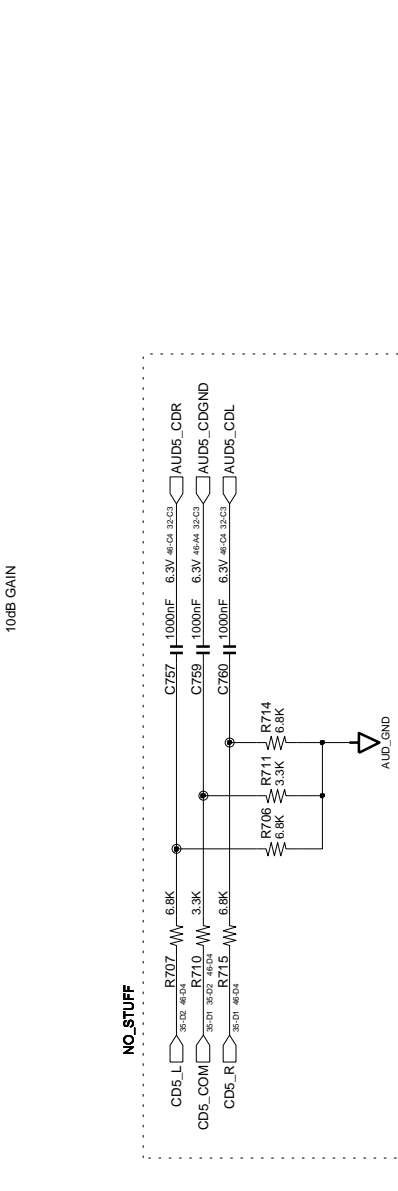 10dB GAIN
NO_STUFF
CD5_L
35-D2 46-D4
R707
6.8K
C757
1000nF
6.3V
46-C4 32-C3
AUD5_CDR
CD5_COM
35-D1 35-D2 46-D4
R710
3.3K
C759
1000nF
6.3V
46-A4 32-C3
AUD5_CDGND
CD5_R
35-D1 46-D4
R715
6.8K
C760
1000nF
6.3V
46-C4 32-C3
AUD5_CDL
R706
6.8K
R711
3.3K
R714
6.8K
AUD_GND